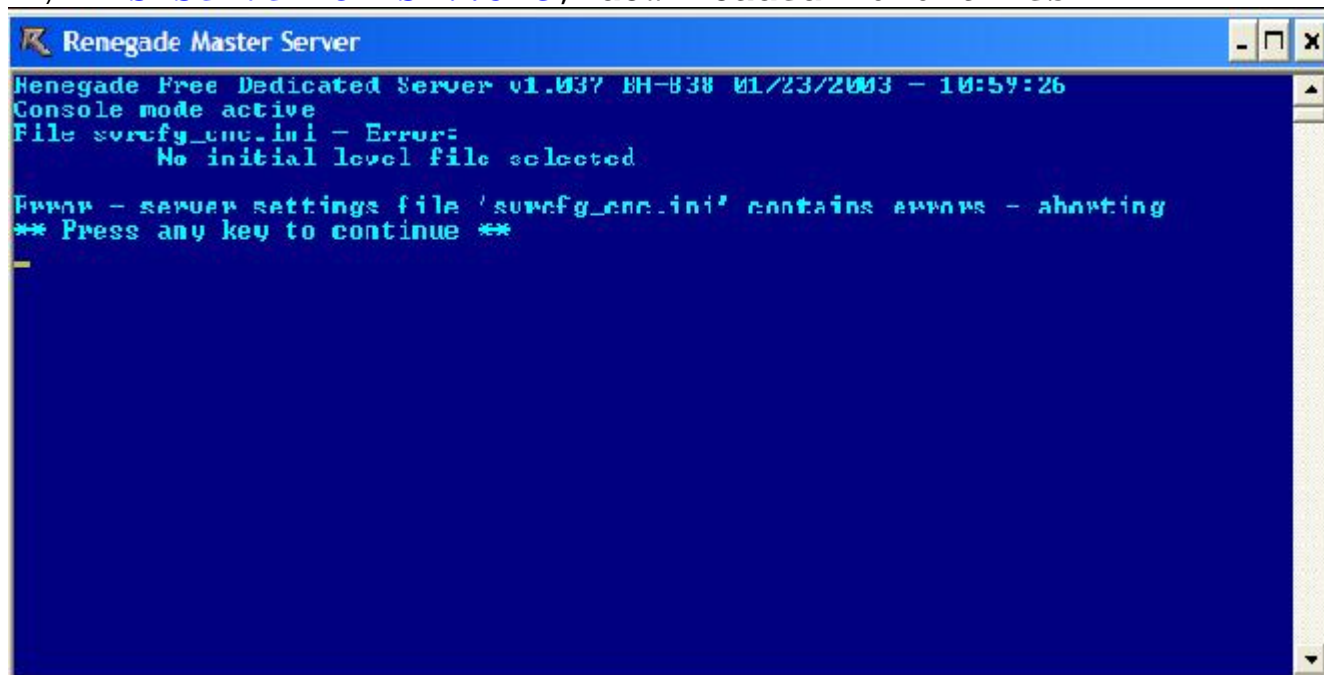 Renegade Master Server
Renegade Free Dedicated Server v1.037 BH-838 01/23/2003 - 10:59:26
Console mode active
File svrcfg_cnc.ini - Error:
No initial level file selected
Error - server settings file 'svrcfg_cnc.ini' contains errors - aborting
** Press any key to continue **